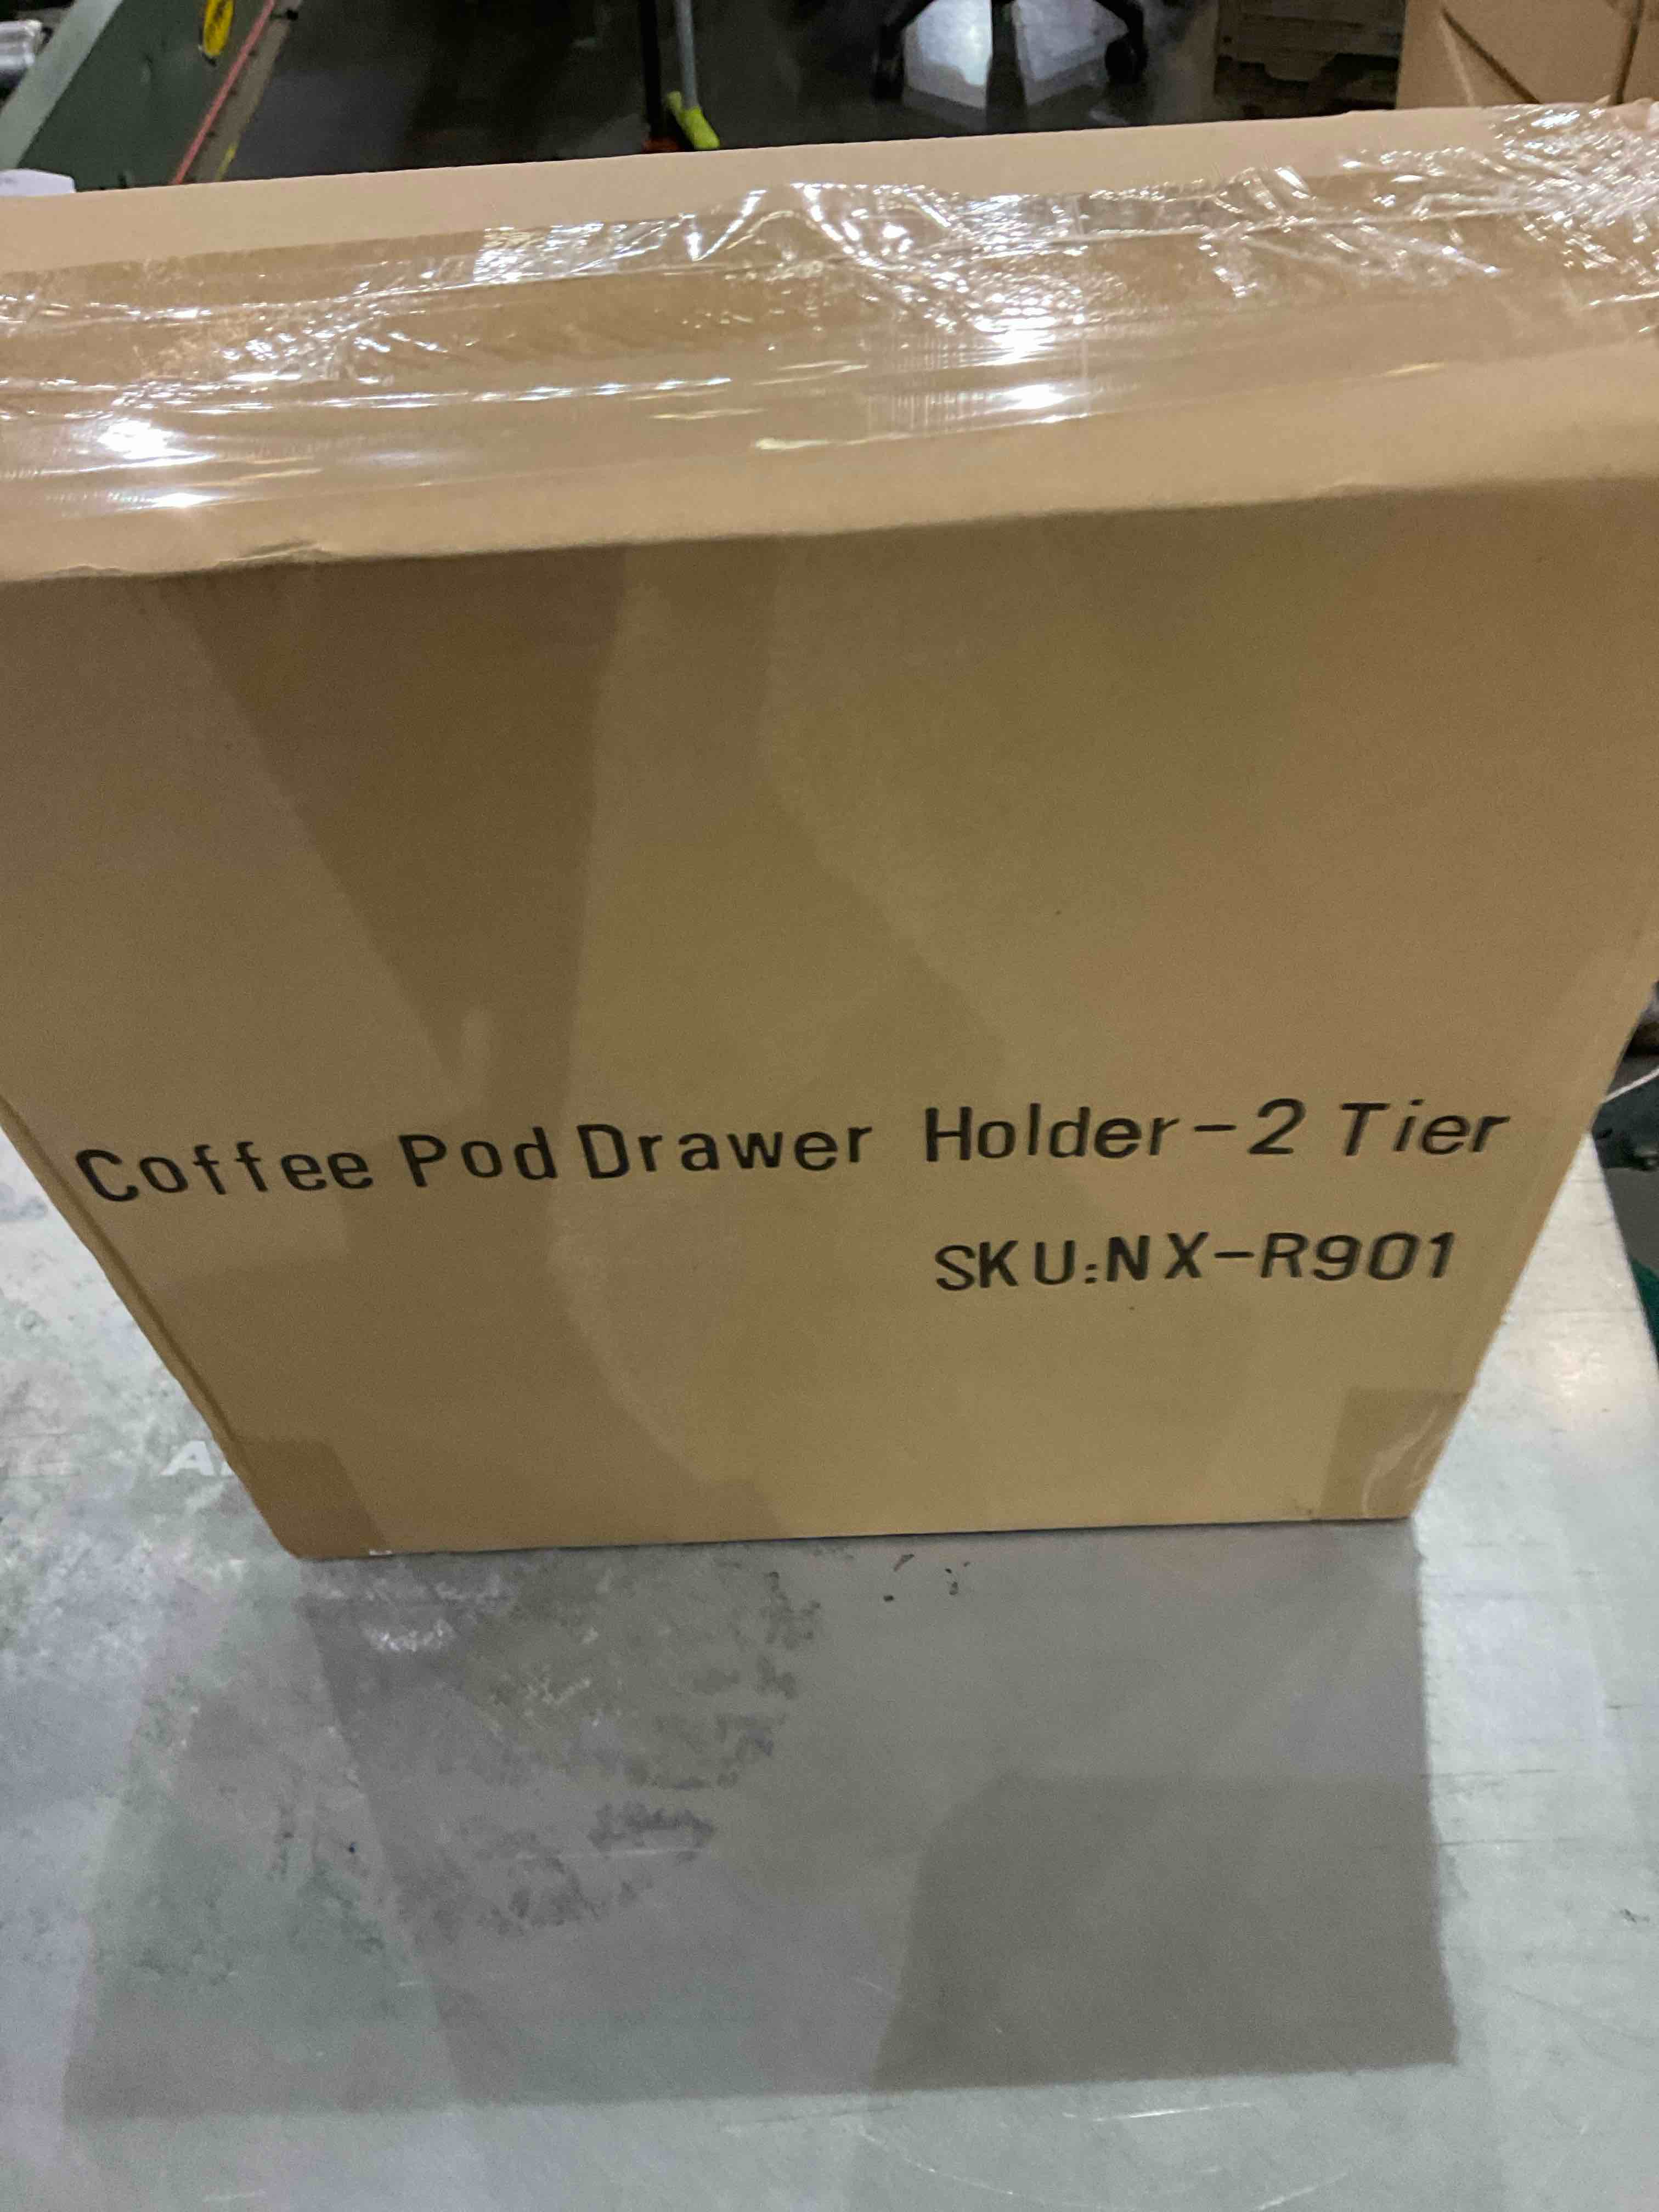 Coffee Pod Drawer Holder-2 Tier
SKU:NX-R901